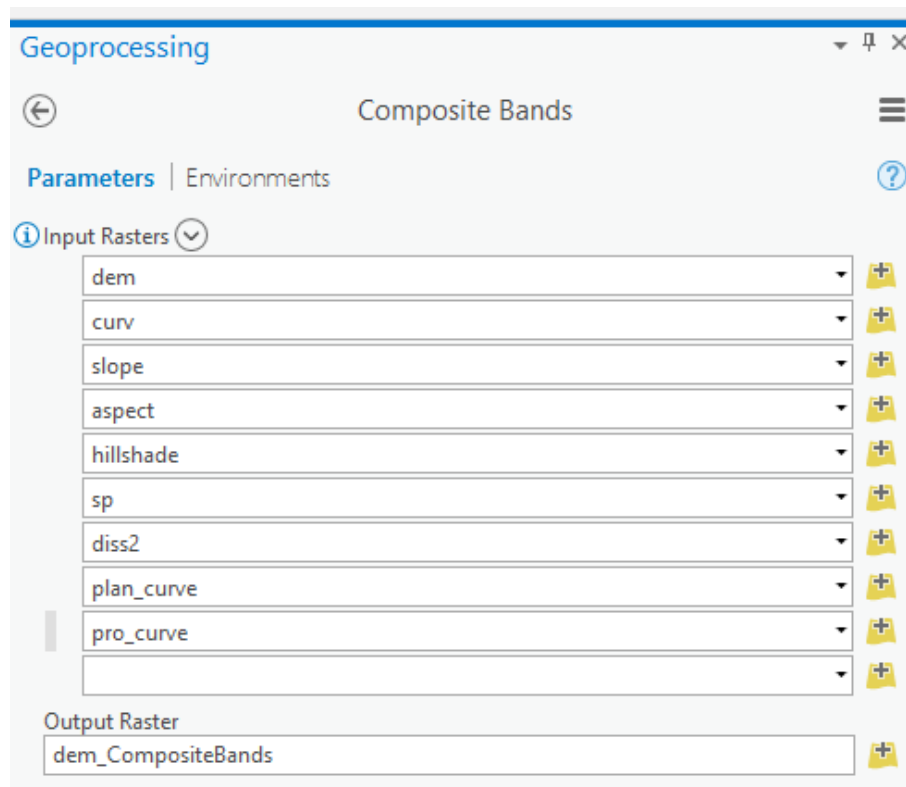 Geoprocessing
Composite Bands
Parameters | Environments
Input Rasters
dem
curv
slope
aspect
hillshade
sp
diss2
plan_curve
pro_curve
Output Raster
dem_CompositeBands